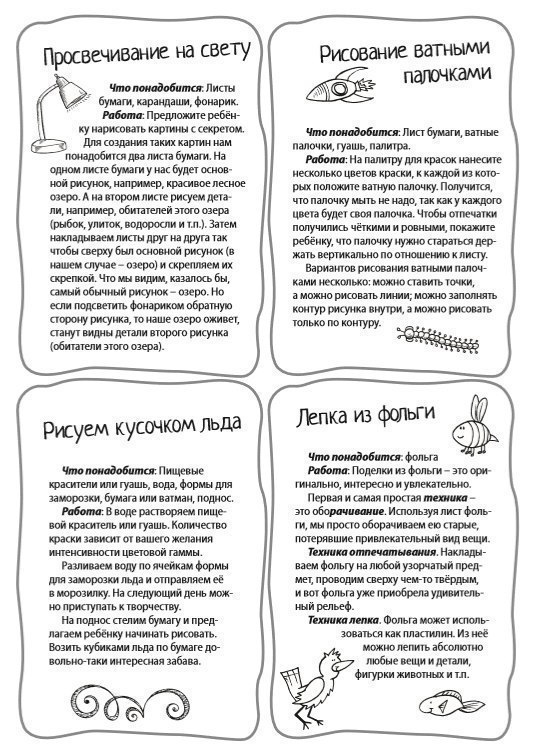 Просвечивание на свету
Что понадобится: Листы
бумаги, карандаши, фонарик.
Работа: Предложите ребён-
ку нарисовать картины с секретом.
Для создания таких картин нам
понадобится два листа бумаги. На
одном листе бумаги у нас будет основ-
ной рисунок, например, красивое лесное
озеро. А на втором листе рисуем дета-
ли, например, обитателей этого озера
(рыбок, улиток, водоросли и т.п.). Затем
накладываем листы друг на друга так
чтобы сверху был основной рисунок (в
нашем случае – озеро) и скрепляем их
скрепкой. Что мы видим, казалось бы,
самый обычный рисунок – озеро. Но
если подсветить фонариком обратную
сторону рисунка, то наше озеро оживет,
станут видны детали второго рисунка
(обитатели этого озера).
Рисование ватными
палочками
Что понадобится: Лист бумаги, ватные
палочки, гуашь, палитра.
Работа: На палитру для красок нанесите
несколько цветов краски, к каждой из кото-
рых положите ватную палочку. Получится,
что палочку мыть не надо, так как у каждого
цвета будет своя палочка. Чтобы отпечатки
получились чёткими и ровными, покажите
ребёнку, что палочку нужно стараться дер-
жать вертикально по отношению к листу.
Вариантов рисования ватными палоч-
ками несколько: можно ставить точки,
а можно рисовать линии; можно заполнять
контур рисунка внутри, а можно рисовать
только по контуру.
Рисуем кусочком льда
Что понадобится: Пищевые
красители или гуашь, вода, формы для
заморозки, бумага или ватман, поднос.
Работа: В воде растворяем пище-
вой краситель или гуашь. Количество
краски зависит от вашего желания
интенсивности цветовой гаммы.
Разливаем воду по ячейкам формы
для заморозки льда и отправляем её
в морозилку. На следующий день мож-
но приступать к творчеству.
На поднос стелим бумагу и пред-
лагаем ребёнку начинать рисовать.
Возить кубиками льда по бумаге до-
вольно-таки интересная забава.
Лепка из фольги
Что понадобится: фольга
Работа: Поделки из фольги – это ори-
гинально, интересно и увлекательно.
Первая и самая простая техника –
это оборачивание. Используя лист фоль-
ги, мы просто оборачиваем ею старые,
потерявшие привлекательный вид вещи.
Техника отпечатывания. Наклады-
ваем фольгу на любой узорчатый пред-
мет, проводим сверху чем-то твёрдым,
и вот фольга уже приобрела удивитель-
ный рельеф.
Техника лепка. Фольга может исполь-
зоваться как пластилин. Из неё
можно лепить абсолютно
любые вещи и детали,
фигурки животных и т.п.